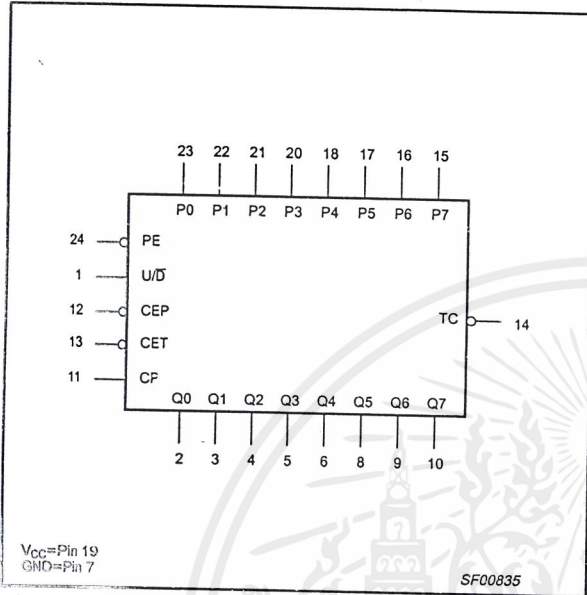 23 22 21 20 18 17 16 15
P0 P1 P2 P3 P4 P5 P6 P7
24 PE
1 U/D̅
12 CEP
TC 14
13 CET
11 CP
Q0 Q1 Q2 Q3 Q4 Q5 Q6 Q7
2 3 4 5 6 8 9 10
VCC=Pin 19
GND=Pin 7
SF00835